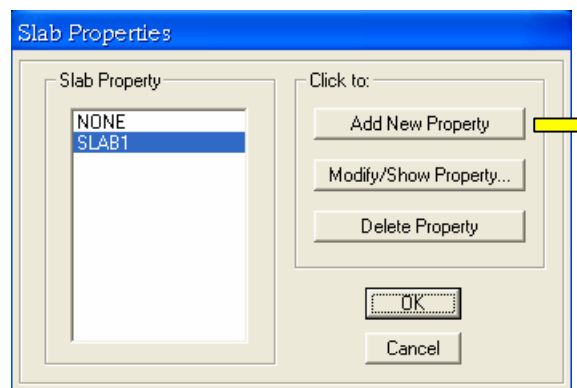 Slab Properties
Slab Property
NONE
SLAB1
Click to:
Add New Property
Modify/Show Property...
Delete Property
OK
Cancel